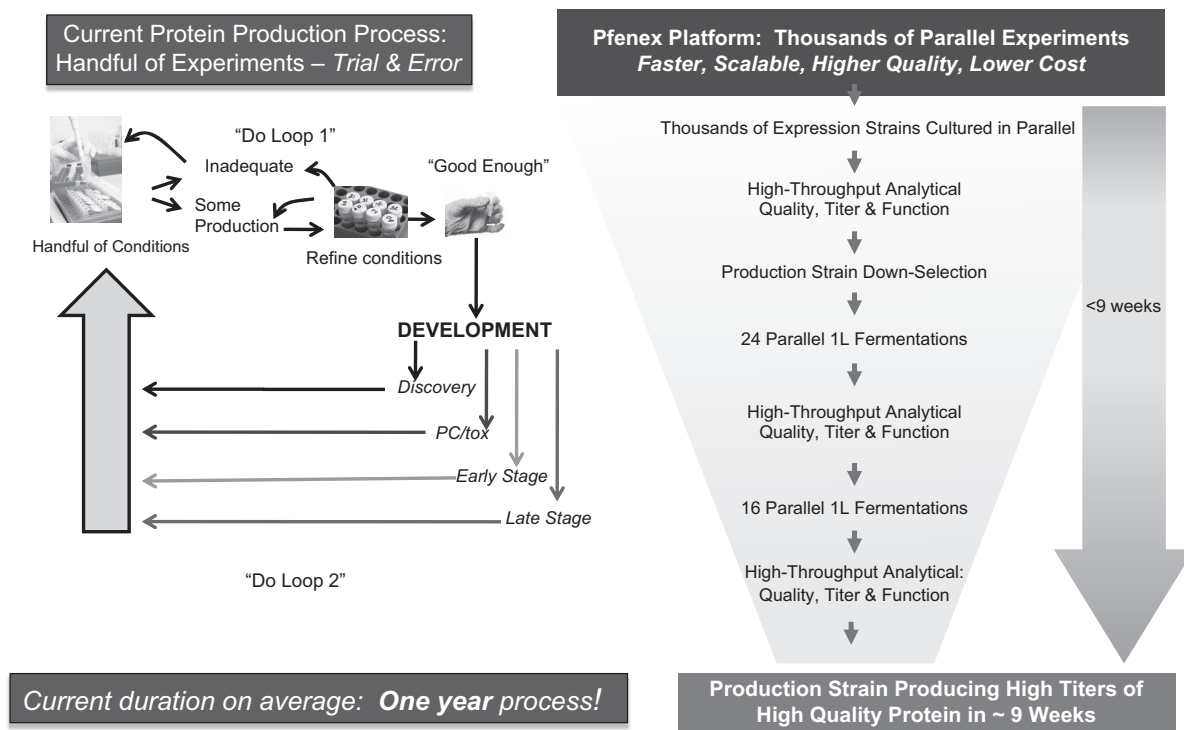 Current Protein Production Process:
Handful of Experiments – Trial & Error
“Do Loop 1”
Inadequate
“Good Enough”
Some
Production
Handful of Conditions
Refine conditions
DEVELOPMENT
Discovery
PC/tox
Early Stage
Late Stage
“Do Loop 2”
Current duration on average: One year process!
Pfenex Platform: Thousands of Parallel Experiments
Faster, Scalable, Higher Quality, Lower Cost
Thousands of Expression Strains Cultured in Parallel
High-Throughput Analytical
Quality, Titer & Function
Production Strain Down-Selection
<9 weeks
24 Parallel 1L Fermentations
High-Throughput Analytical
Quality, Titer & Function
16 Parallel 1L Fermentations
High-Throughput Analytical:
Quality, Titer & Function
Production Strain Producing High Titers of
High Quality Protein in ~ 9 Weeks